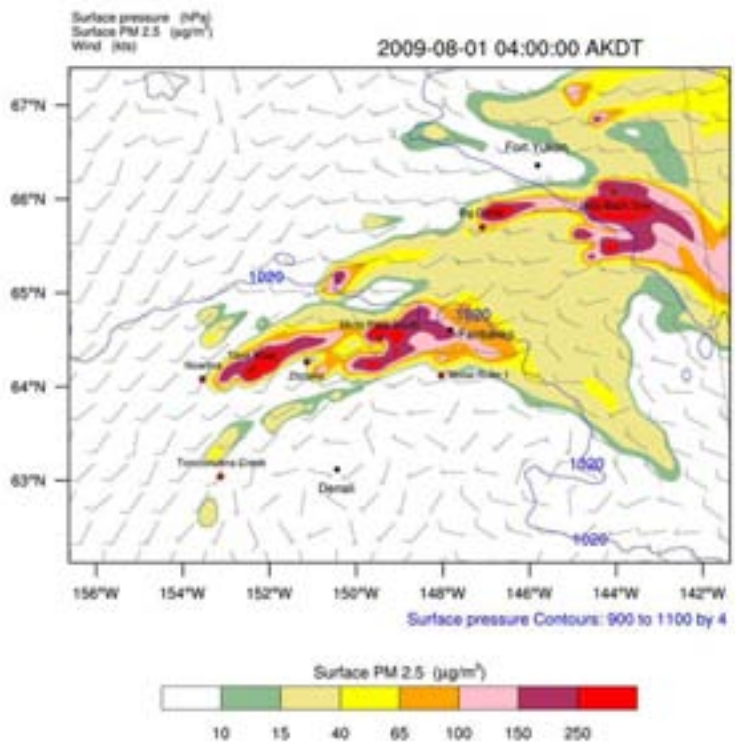 Surface pressure (hPa)
Surface PM 2.5 (µg/m³)
Wind (kts)
2009-08-01 04:00:00 AKDT
67°N
Fort Yukon
66°N
65°N
1020
1020
Fairbanks
64°N
Wood River 1
63°N
Denali
1020
1020
156°W 154°W 152°W 150°W 148°W 146°W 144°W 142°W
Surface pressure Contours: 900 to 1100 by 4
Surface PM 2.5 (µg/m³)
10 15 40 65 100 150 250